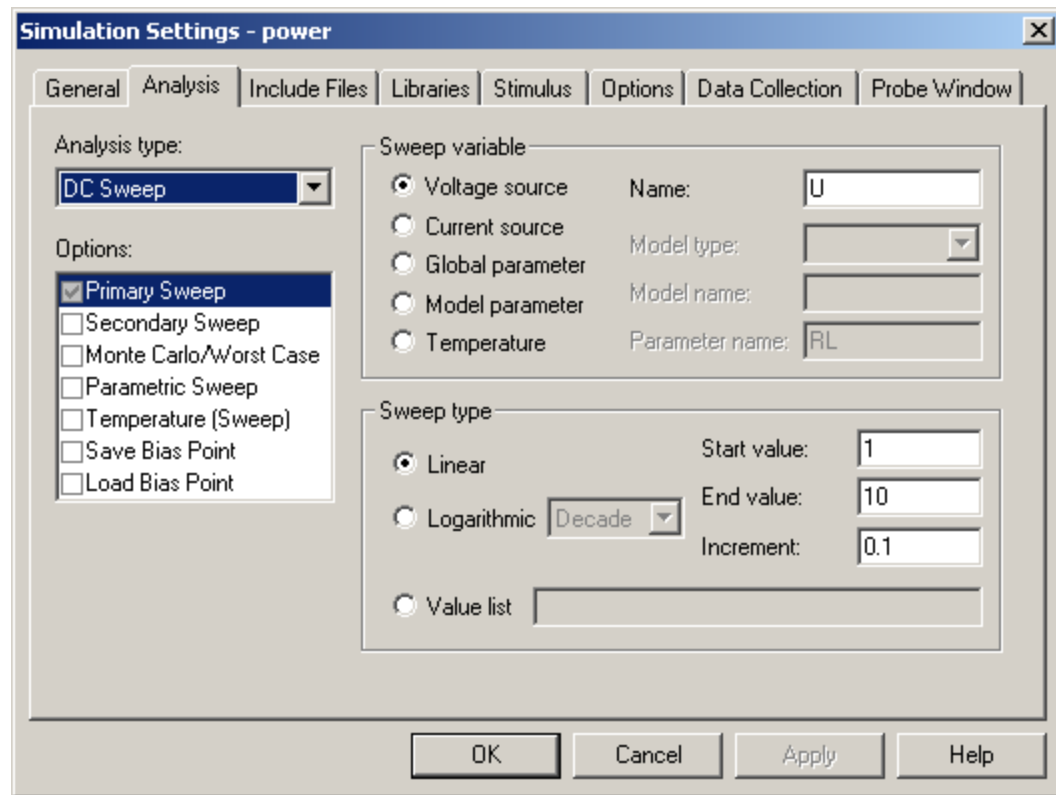 Simulation Settings - power
General Analysis Include Files Libraries Stimulus Options Data Collection Probe Window
Analysis type:
DC Sweep
Options:
Primary Sweep
Secondary Sweep
Monte Carlo/Worst Case
Parametric Sweep
Temperature (Sweep)
Save Bias Point
Load Bias Point
Sweep variable
Voltage source
Current source
Global parameter
Model parameter
Temperature
Name: U
Model type:
Model name:
Parameter name: RL
Sweep type
Linear
Logarithmic Decade
Value list
Start value: 1
End value: 10
Increment: 0.1
OK Cancel Apply Help